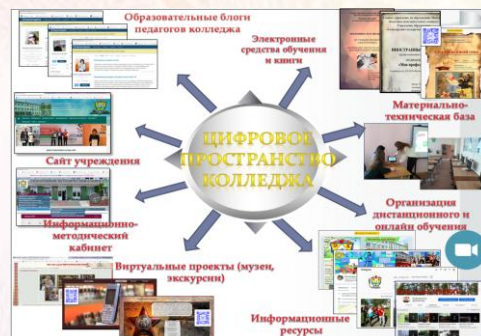 Образовательные блоги
педагогов колледжа
Электронные
средства обучения
и книги
Материально-
техническая база
ЦИФРОВОЕ
ПРОСТРАНСТВО
КОЛЛЕДЖА
Сайт учреждения
Организация
дистанционного и
онлайн обучения
Информационно-
методический
кабинет
Виртуальные проекты (музеи,
экскурсии)
Информационные
ресурсы